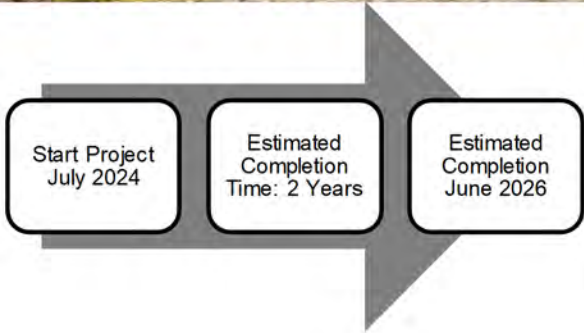 Start Project
July 2024
Estimated
Completion
Time: 2 Years
Estimated
Completion
June 2026